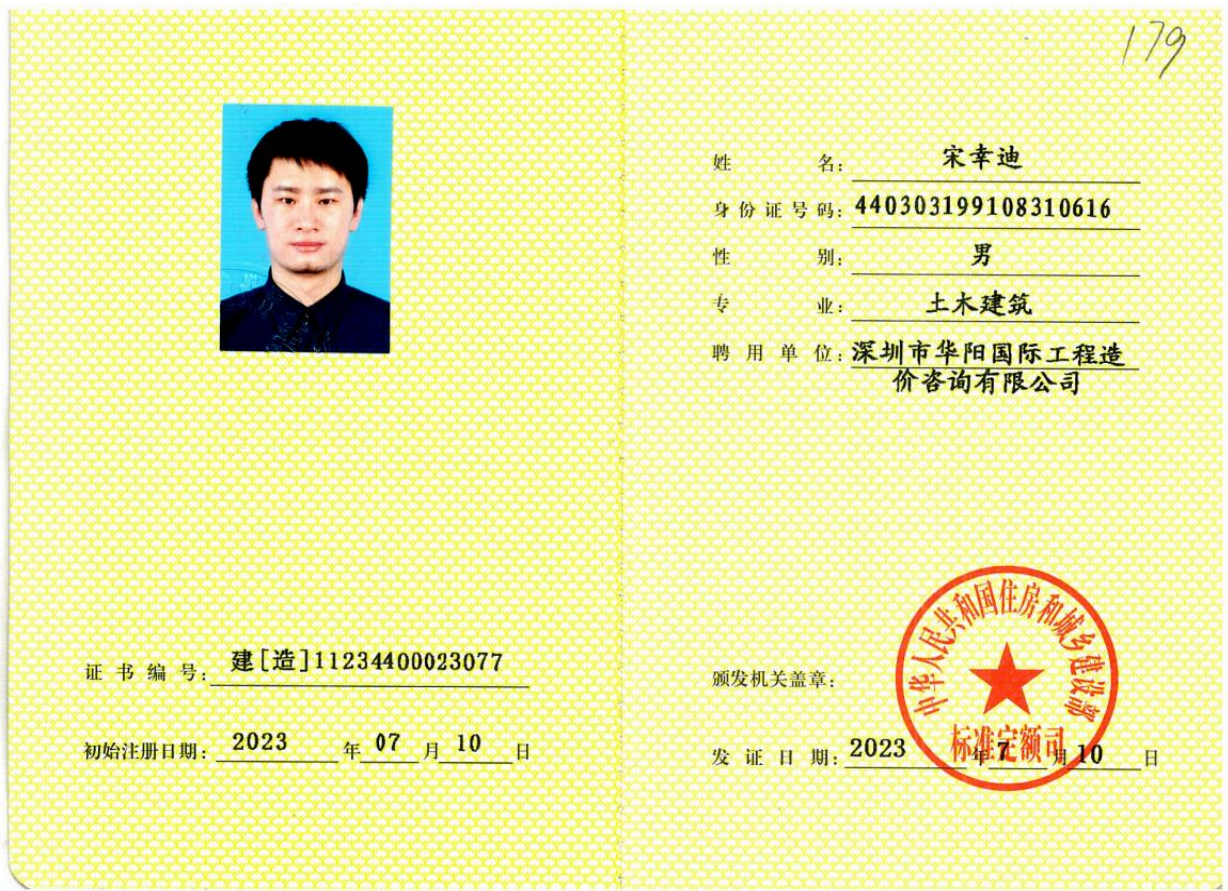 179
姓名：宋幸迪
身份证号码：440303199108310616
性别：男
专业：土木建筑
聘用单位：深圳市华阳国际工程造
价咨询有限公司
证书编号：建[造]11234400023077
初始注册日期：2023年07月10日
颁发机关盖章：
中华人民共和国住房和城乡建设部
标准定额司
发证日期：2023年7月10日